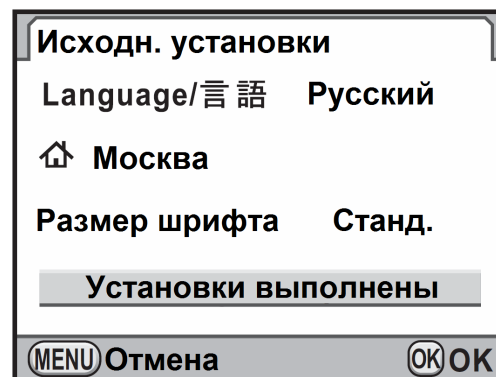 Исходн. установки
Language/言語 Русский
Москва
Размер шрифта Станд.
Установки выполнены
MENU Отмена OK OK